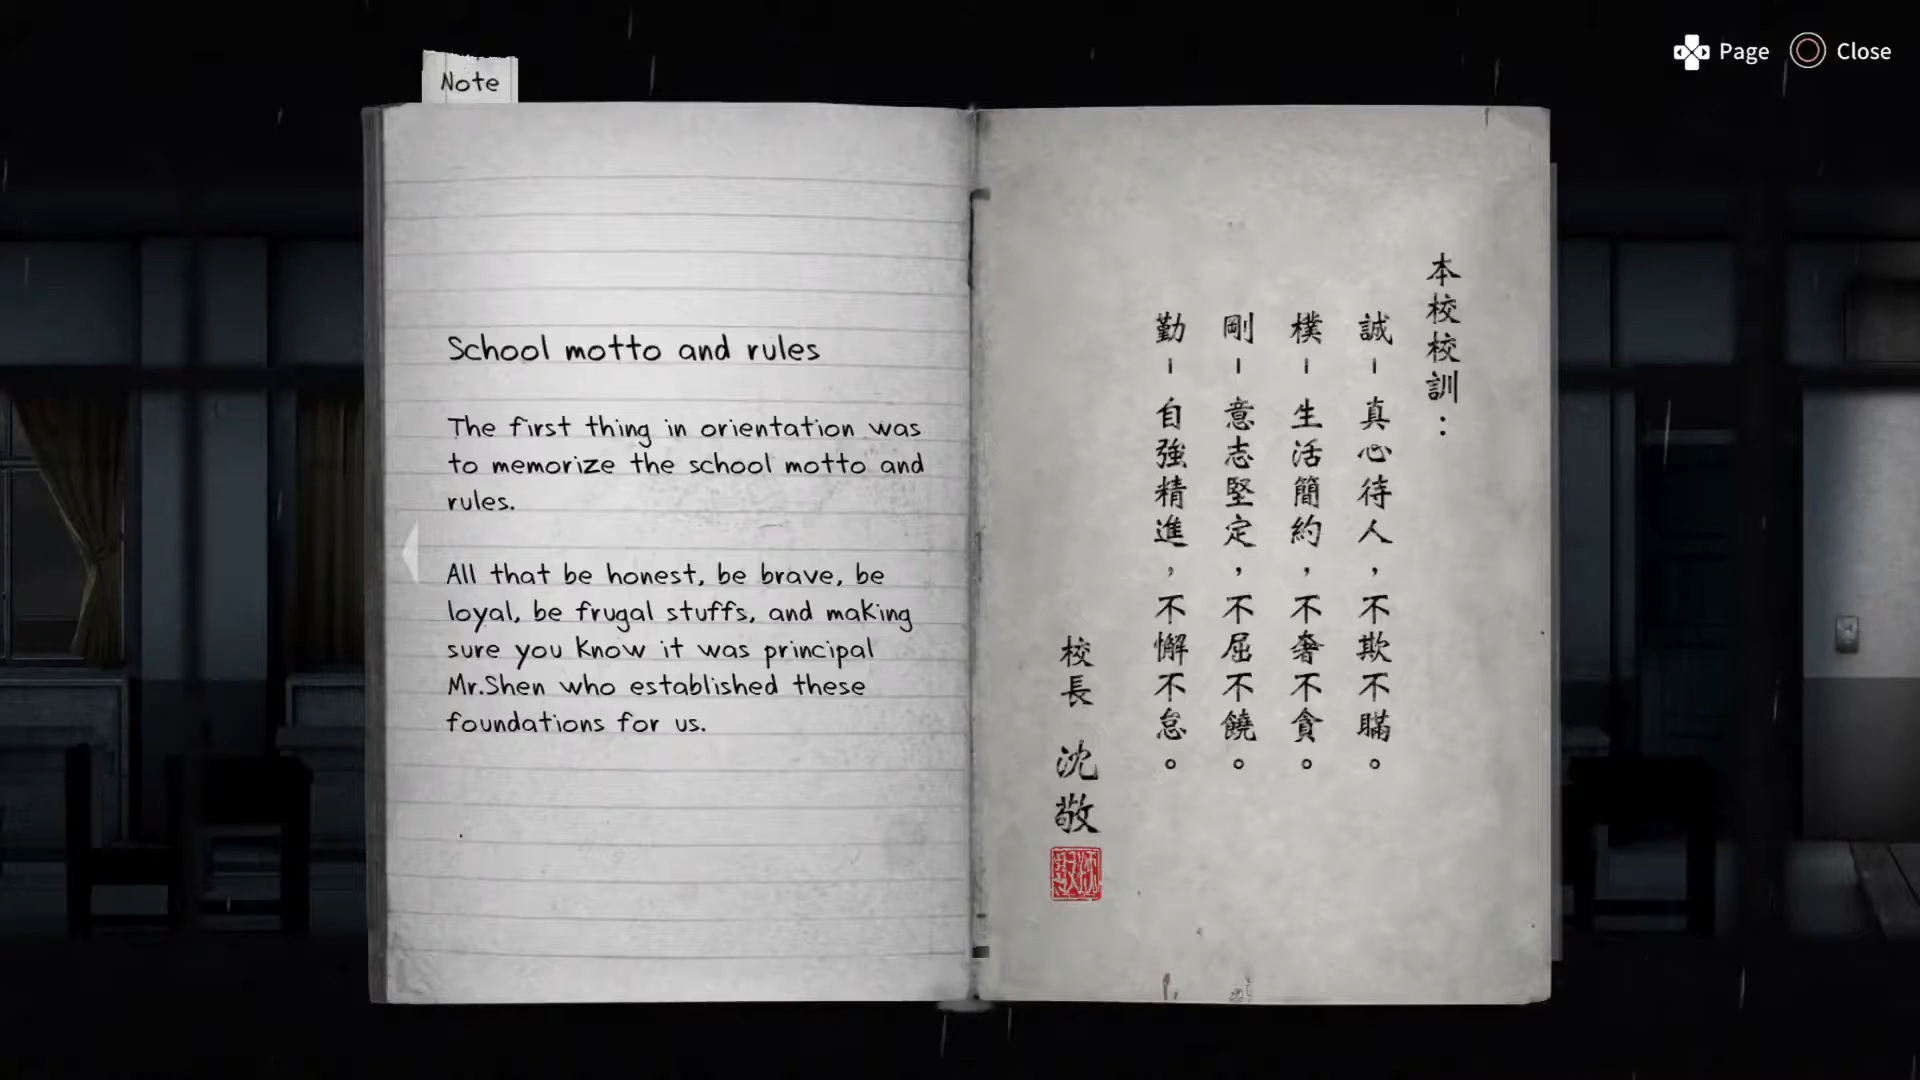 Page
Close
Note
School motto and rules
The first thing in orientation was
to memorize the school motto and
rules.
All that be honest, be brave, be
loyal, be frugal stuffs, and making
sure you know it was principal
Mr.Shen who established these
foundations for us.
本校校訓：
誠－真心待人，不欺不瞞。
樸－生活簡約，不奢不貪。
剛－意志堅定，不屈不饒。
勤－自強精進，不懈不怠。
校長 沈敬